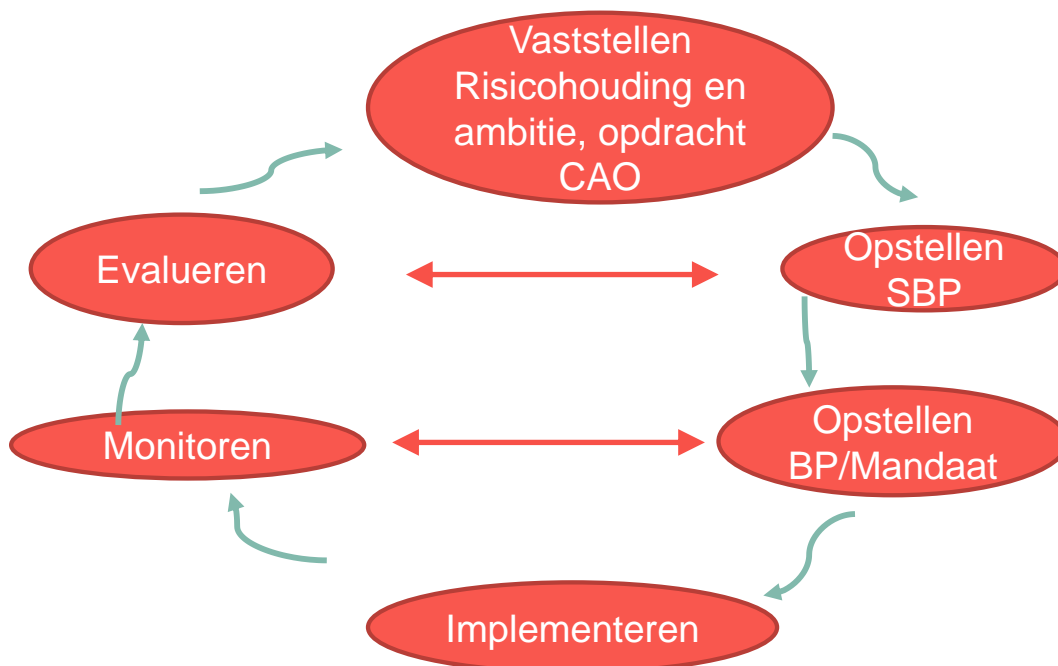 Vaststellen
Risicohouding en
ambitie, opdracht
CAO
Evalueren
Opstellen
SBP
Monitoren
Opstellen
BP/Mandaat
Implementeren